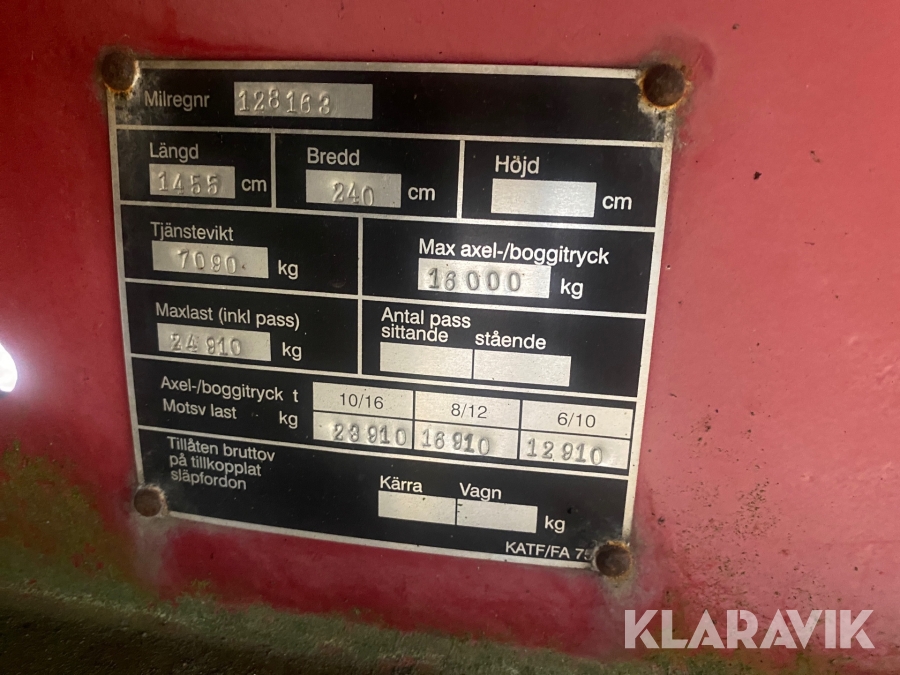 Milregnr 128163
Längd Bredd Höjd
1455 cm 240 cm cm
Tjänstevikt Max axel-/boggitryck
7090 kg 16000 kg
Maxlast (inkl pass) Antal pass
sittande stående
24910 kg
Axel-/boggitryck t 10/16 8/12 6/10
Motsv last kg 23910 16910 12910
Tillåten bruttov
på tillkopplat
släpfordon
Kärra Vagn
kg
KATF/FA
KLARAVIK